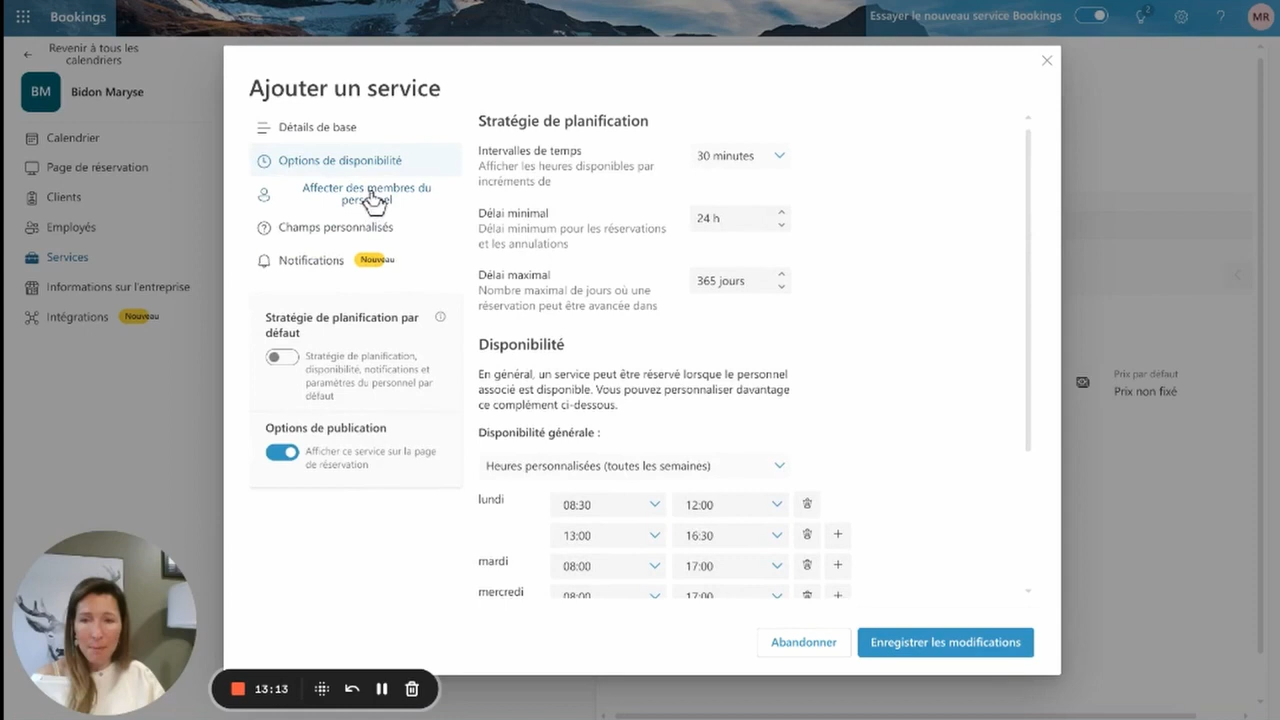 Bookings
Essayer le nouveau service Bookings
2
?
MR
Revenir à tous les
calendriers
BM
Bidon Maryse
Calendrier
Page de réservation
Clients
Employés
Services
Informations sur l'entreprise
Intégrations
Nouveau
Ajouter un service
Détails de base
Options de disponibilité
Affecter des membres du
Champs personnalisés
Notifications
Nouveau
Stratégie de planification par
défaut
Stratégie de planification,
disponibilité, notifications et
paramètres du personnel par
défaut
Options de publication
Afficher ce service sur la page
de réservation
Stratégie de planification
Intervalles de temps
Afficher les heures disponibles par
incréments de
30 minutes
Délai minimal
Délai minimum pour les réservations
et les annulations
24 h
Délai maximal
Nombre maximal de jours où une
réservation peut être avancée dans
365 jours
Disponibilité
En général, un service peut être réservé lorsque le personnel
associé est disponible. Vous pouvez personnaliser davantage
ce complément ci-dessous.
Disponibilité générale :
Heures personnalisées (toutes les semaines)
lundi
08:30
12:00
13:00
16:30
mardi
08:00
17:00
mercredi
08:00
17:00
Abandonner
Enregistrer les modifications
Prix par défaut
Prix non fixé
13:13